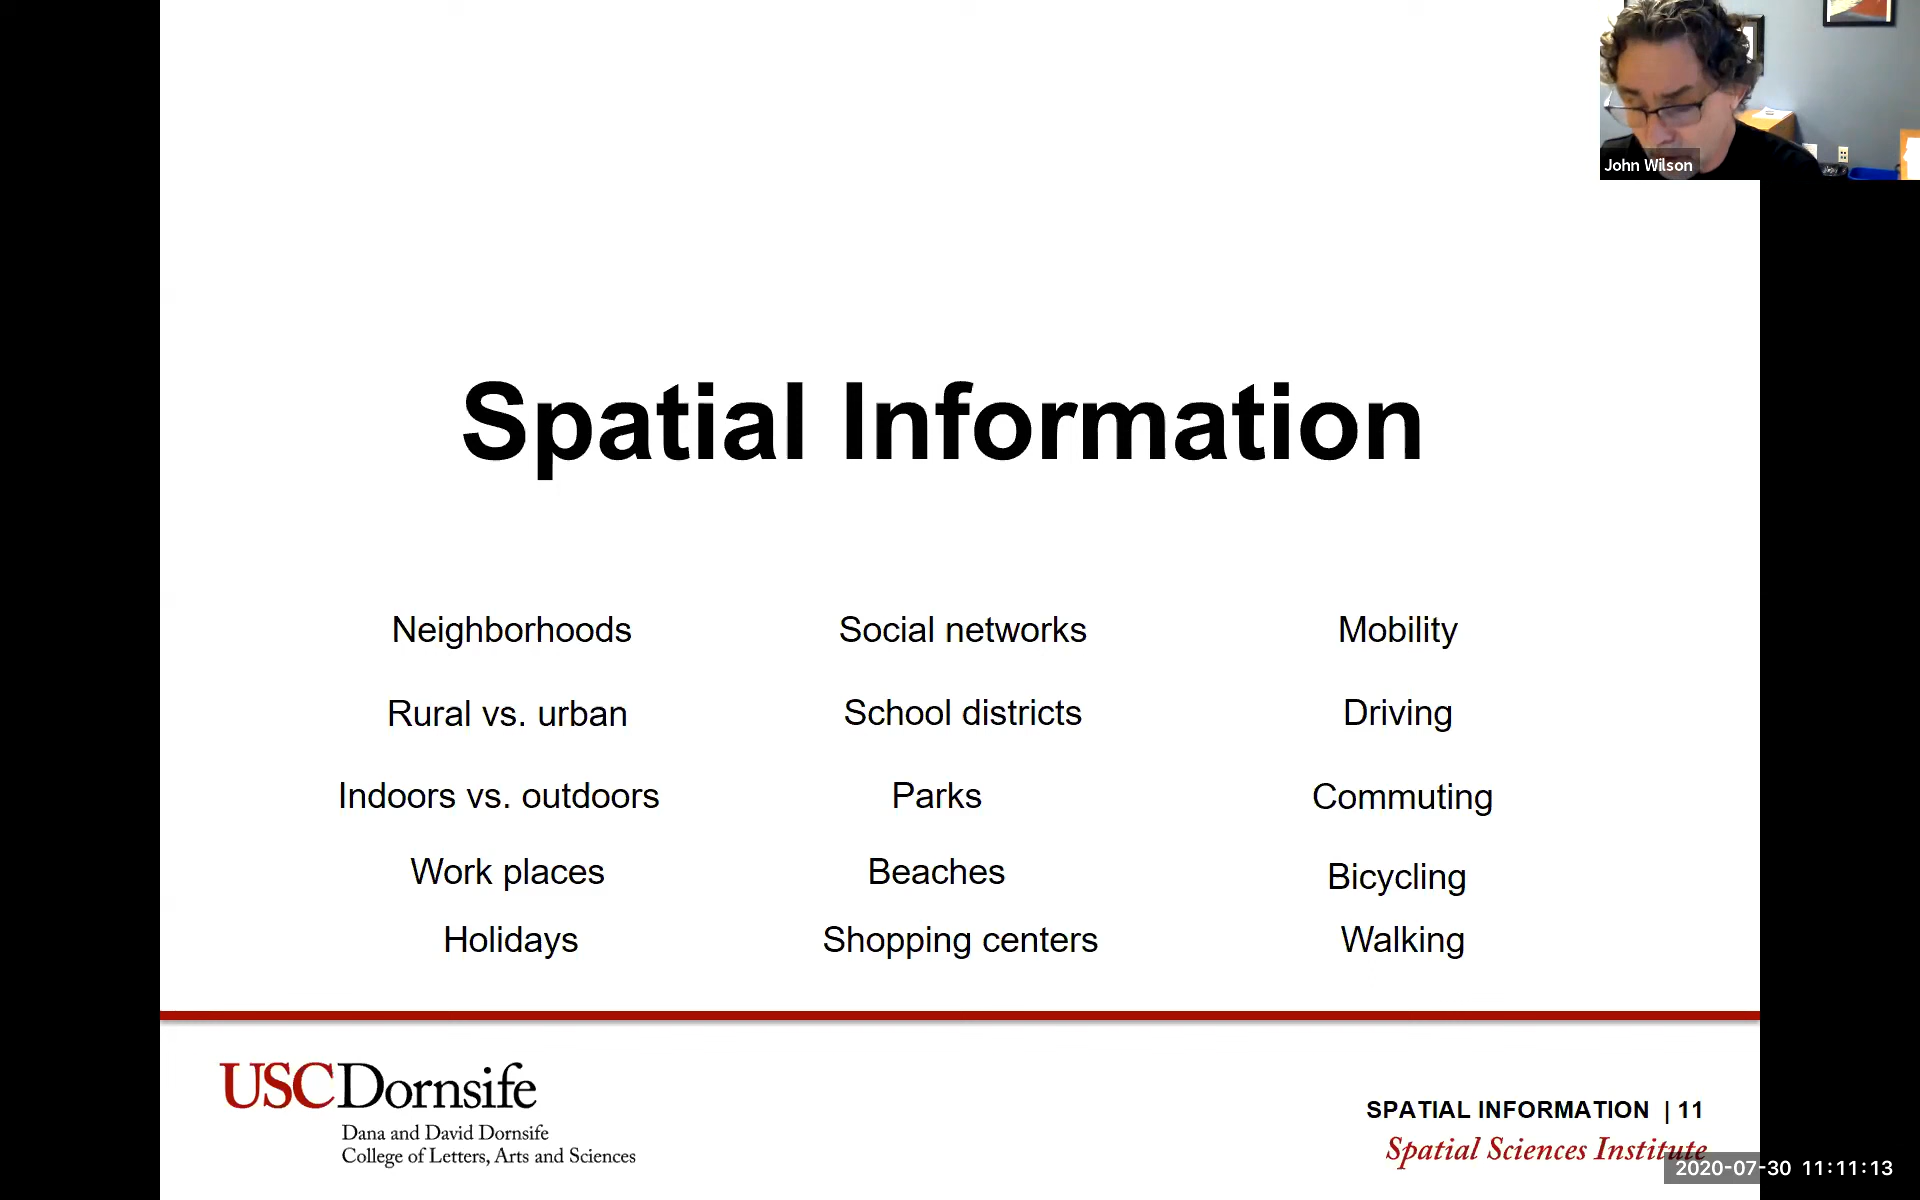 John Wilson
Spatial Information
Neighborhoods Social networks Mobility
Rural vs. urban School districts Driving
Indoors vs. outdoors Parks Commuting
Work places Beaches Bicycling
Holidays Shopping centers Walking
USCDornsife
Dana and David Dornsife
College of Letters, Arts and Sciences
SPATIAL INFORMATION | 11
Spatial Sciences Institute
2020-07-30 11:11:13